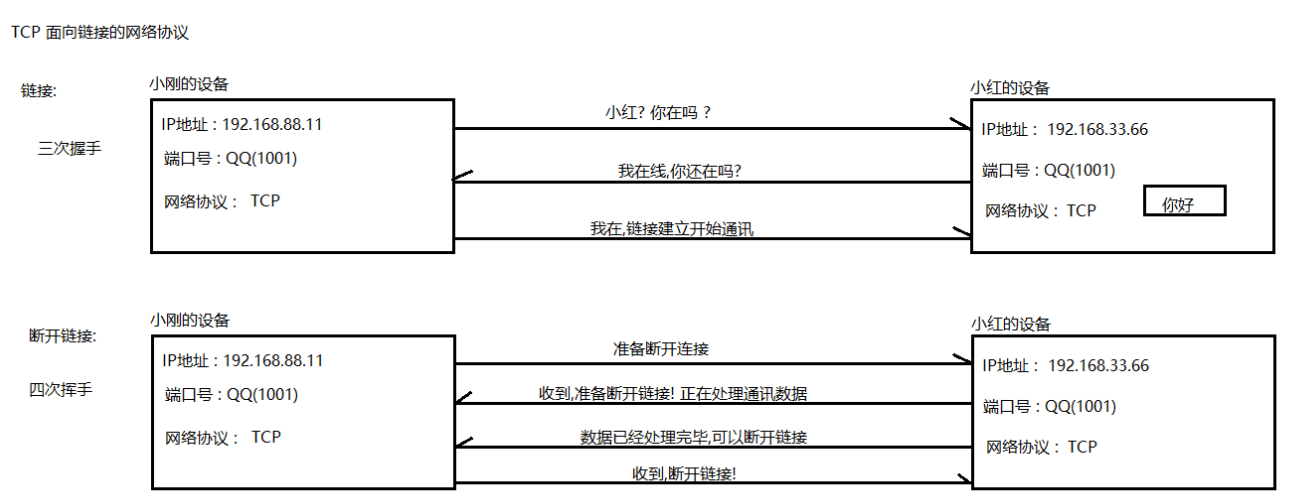 TCP 面向链接的网络协议
链接:
三次握手
小刚的设备
IP地址 : 192.168.88.11
端口号 : QQ(1001)
网络协议 : TCP
小红? 你在吗 ?
我在线,你还在吗?
我在,链接建立开始通讯
小红的设备
IP地址 : 192.168.33.66
端口号 : QQ(1001)
网络协议 : TCP
你好
断开链接:
四次挥手
小刚的设备
IP地址 : 192.168.88.11
端口号 : QQ(1001)
网络协议 : TCP
准备断开连接
收到,准备断开链接! 正在处理通讯数据
数据已经处理完毕,可以断开链接
收到,断开链接!
小红的设备
IP地址 : 192.168.33.66
端口号 : QQ(1001)
网络协议 : TCP